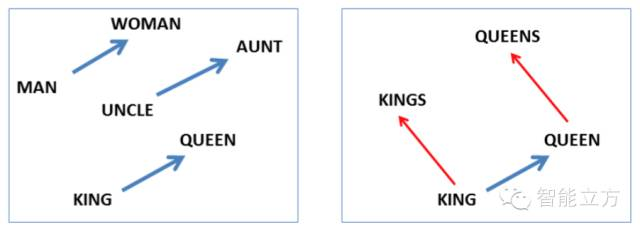 WOMAN
AUNT
MAN
UNCLE
QUEEN
KING
QUEENS
KINGS
QUEEN
KING
智能立方